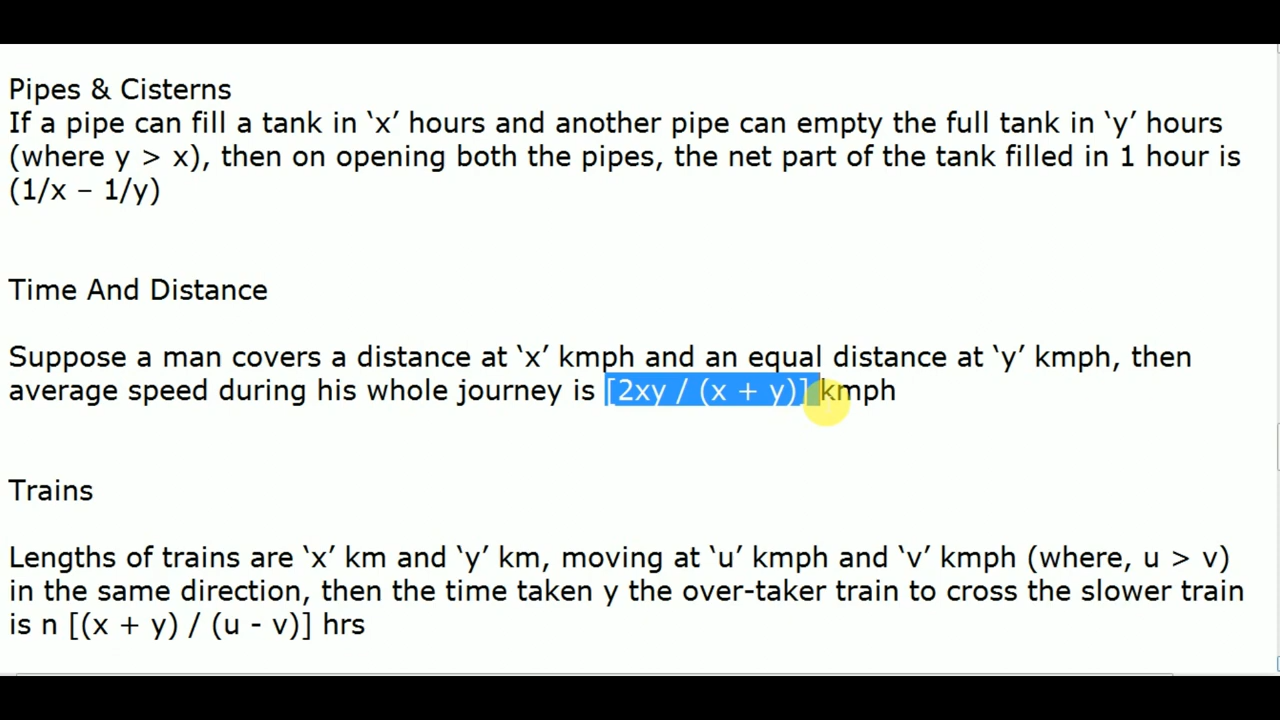 Pipes & Cisterns
If a pipe can fill a tank in ‘x’ hours and another pipe can empty the full tank in ‘y’ hours
(where y > x), then on opening both the pipes, the net part of the tank filled in 1 hour is
(1/x – 1/y)
Time And Distance
Suppose a man covers a distance at ‘x’ kmph and an equal distance at ‘y’ kmph, then
average speed during his whole journey is [2xy / (x + y)] kmph
Trains
Lengths of trains are ‘x’ km and ‘y’ km, moving at ‘u’ kmph and ‘v’ kmph (where, u > v)
in the same direction, then the time taken y the over-taker train to cross the slower train
is n [(x + y) / (u - v)] hrs